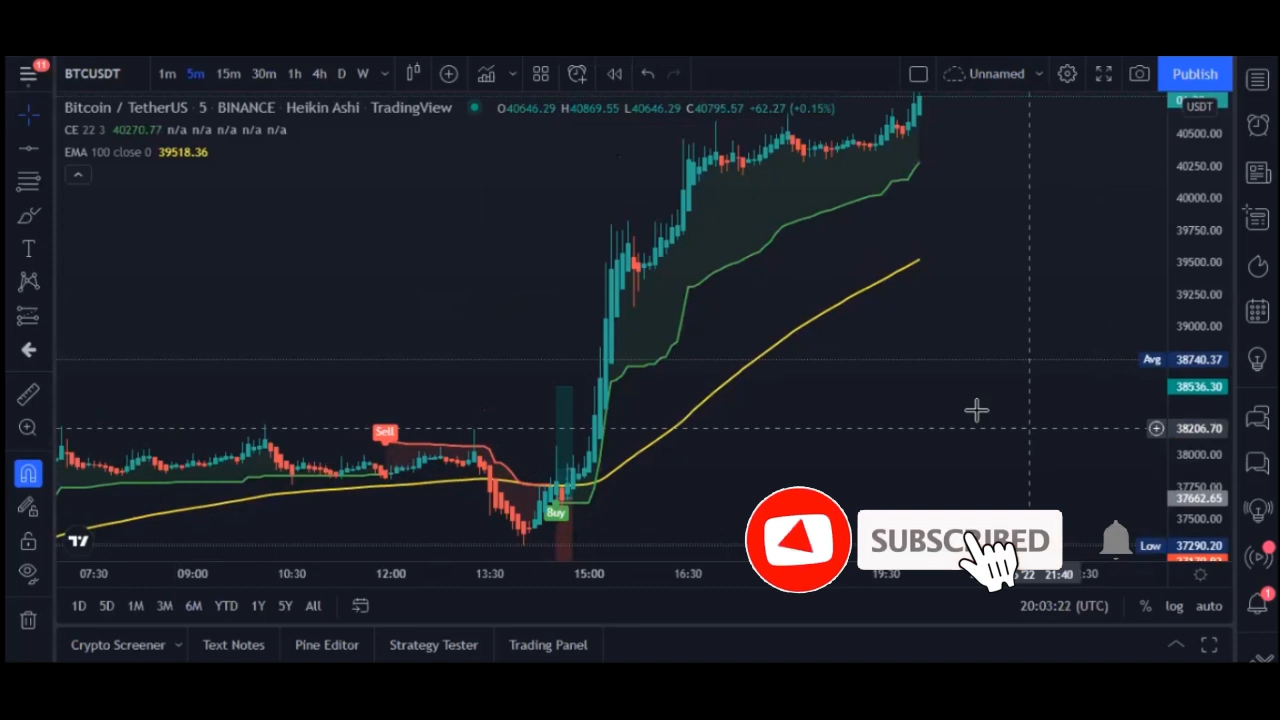 11
BTCUSDT 1m 5m 15m 30m 1h 4h D W Unnamed Publish
Bitcoin / TetherUS · 5 · BINANCE · Heikin Ashi · TradingView O40646.29 H40869.55 L40646.29 C40795.57 +62.27 (+0.15%)
USDT
CE 22 3 40270.77 n/a n/a n/a n/a n/a
EMA 100 close 0 39518.36
40500.00
40250.00
40000.00
39750.00
39500.00
39250.00
39000.00
Avg 38740.37
38536.30
Sell
38206.70
38000.00
37750.00
37662.65
Buy
37500.00
SUBSCRIBED
Low 37290.20
07:30 09:00 10:30 12:00 13:30 15:00 16:30 19:30 '22 21:40 :30
1D 5D 1M 3M 6M YTD 1Y 5Y All 20:03:22 (UTC) % log auto
1
Crypto Screener Text Notes Pine Editor Strategy Tester Trading Panel